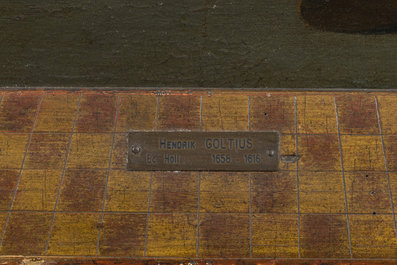 HENDRIK GOLTIUS
Ec. Holl 1558 - 1616